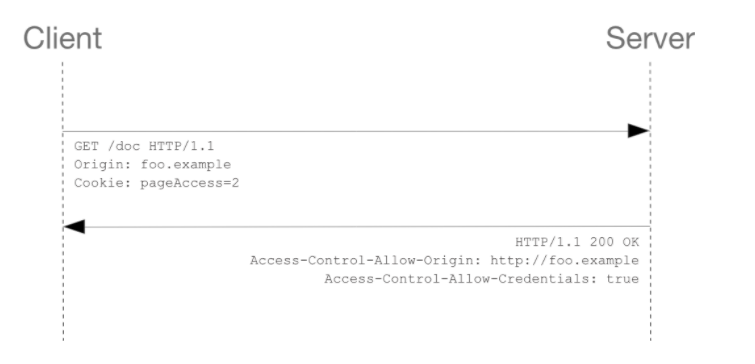 Client
Server
GET /doc HTTP/1.1
Origin: foo.example
Cookie: pageAccess=2
HTTP/1.1 200 OK
Access-Control-Allow-Origin: http://foo.example
Access-Control-Allow-Credentials: true